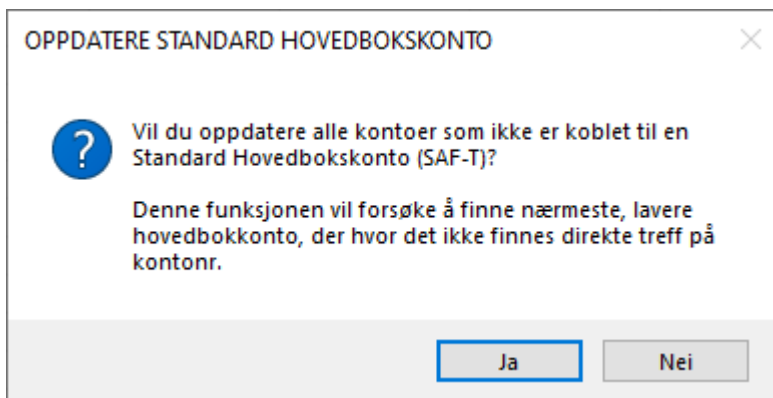 OPPDATERE STANDARD HOVEDBOKSKONTO
Vil du oppdatere alle kontoer som ikke er koblet til en
Standard Hovedbokskonto (SAF-T)?
Denne funksjonen vil forsøke å finne nærmeste, lavere
hovedbokkonto, der hvor det ikke finnes direkte treff på
kontonr.
Ja
Nei